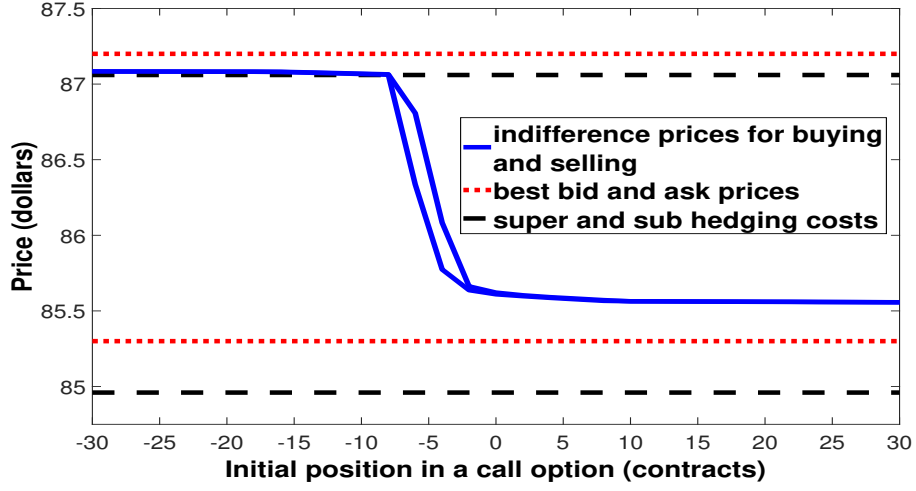 87.5
87
86.5
86
85.5
85
Price (dollars)
indifference prices for buying
and selling
best bid and ask prices
super and sub hedging costs
-30 -25 -20 -15 -10 -5 0 5 10 15 20 25 30
Initial position in a call option (contracts)